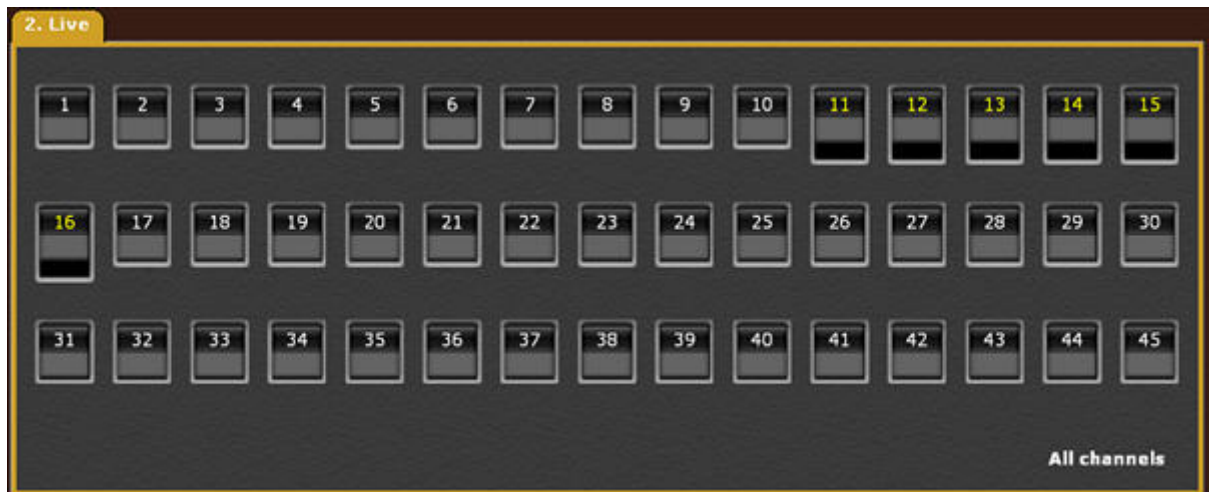 2. Live
1 2 3 4 5 6 7 8 9 10 11 12 13 14 15
16 17 18 19 20 21 22 23 24 25 26 27 28 29 30
31 32 33 34 35 36 37 38 39 40 41 42 43 44 45
All channels